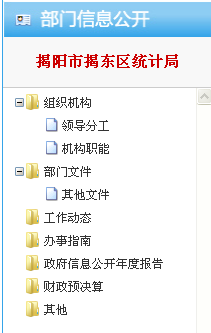 部门信息公开
揭阳市揭东区统计局
组织机构
领导分工
机构职能
部门文件
其他文件
工作动态
办事指南
政府信息公开年度报告
财政预决算
其他